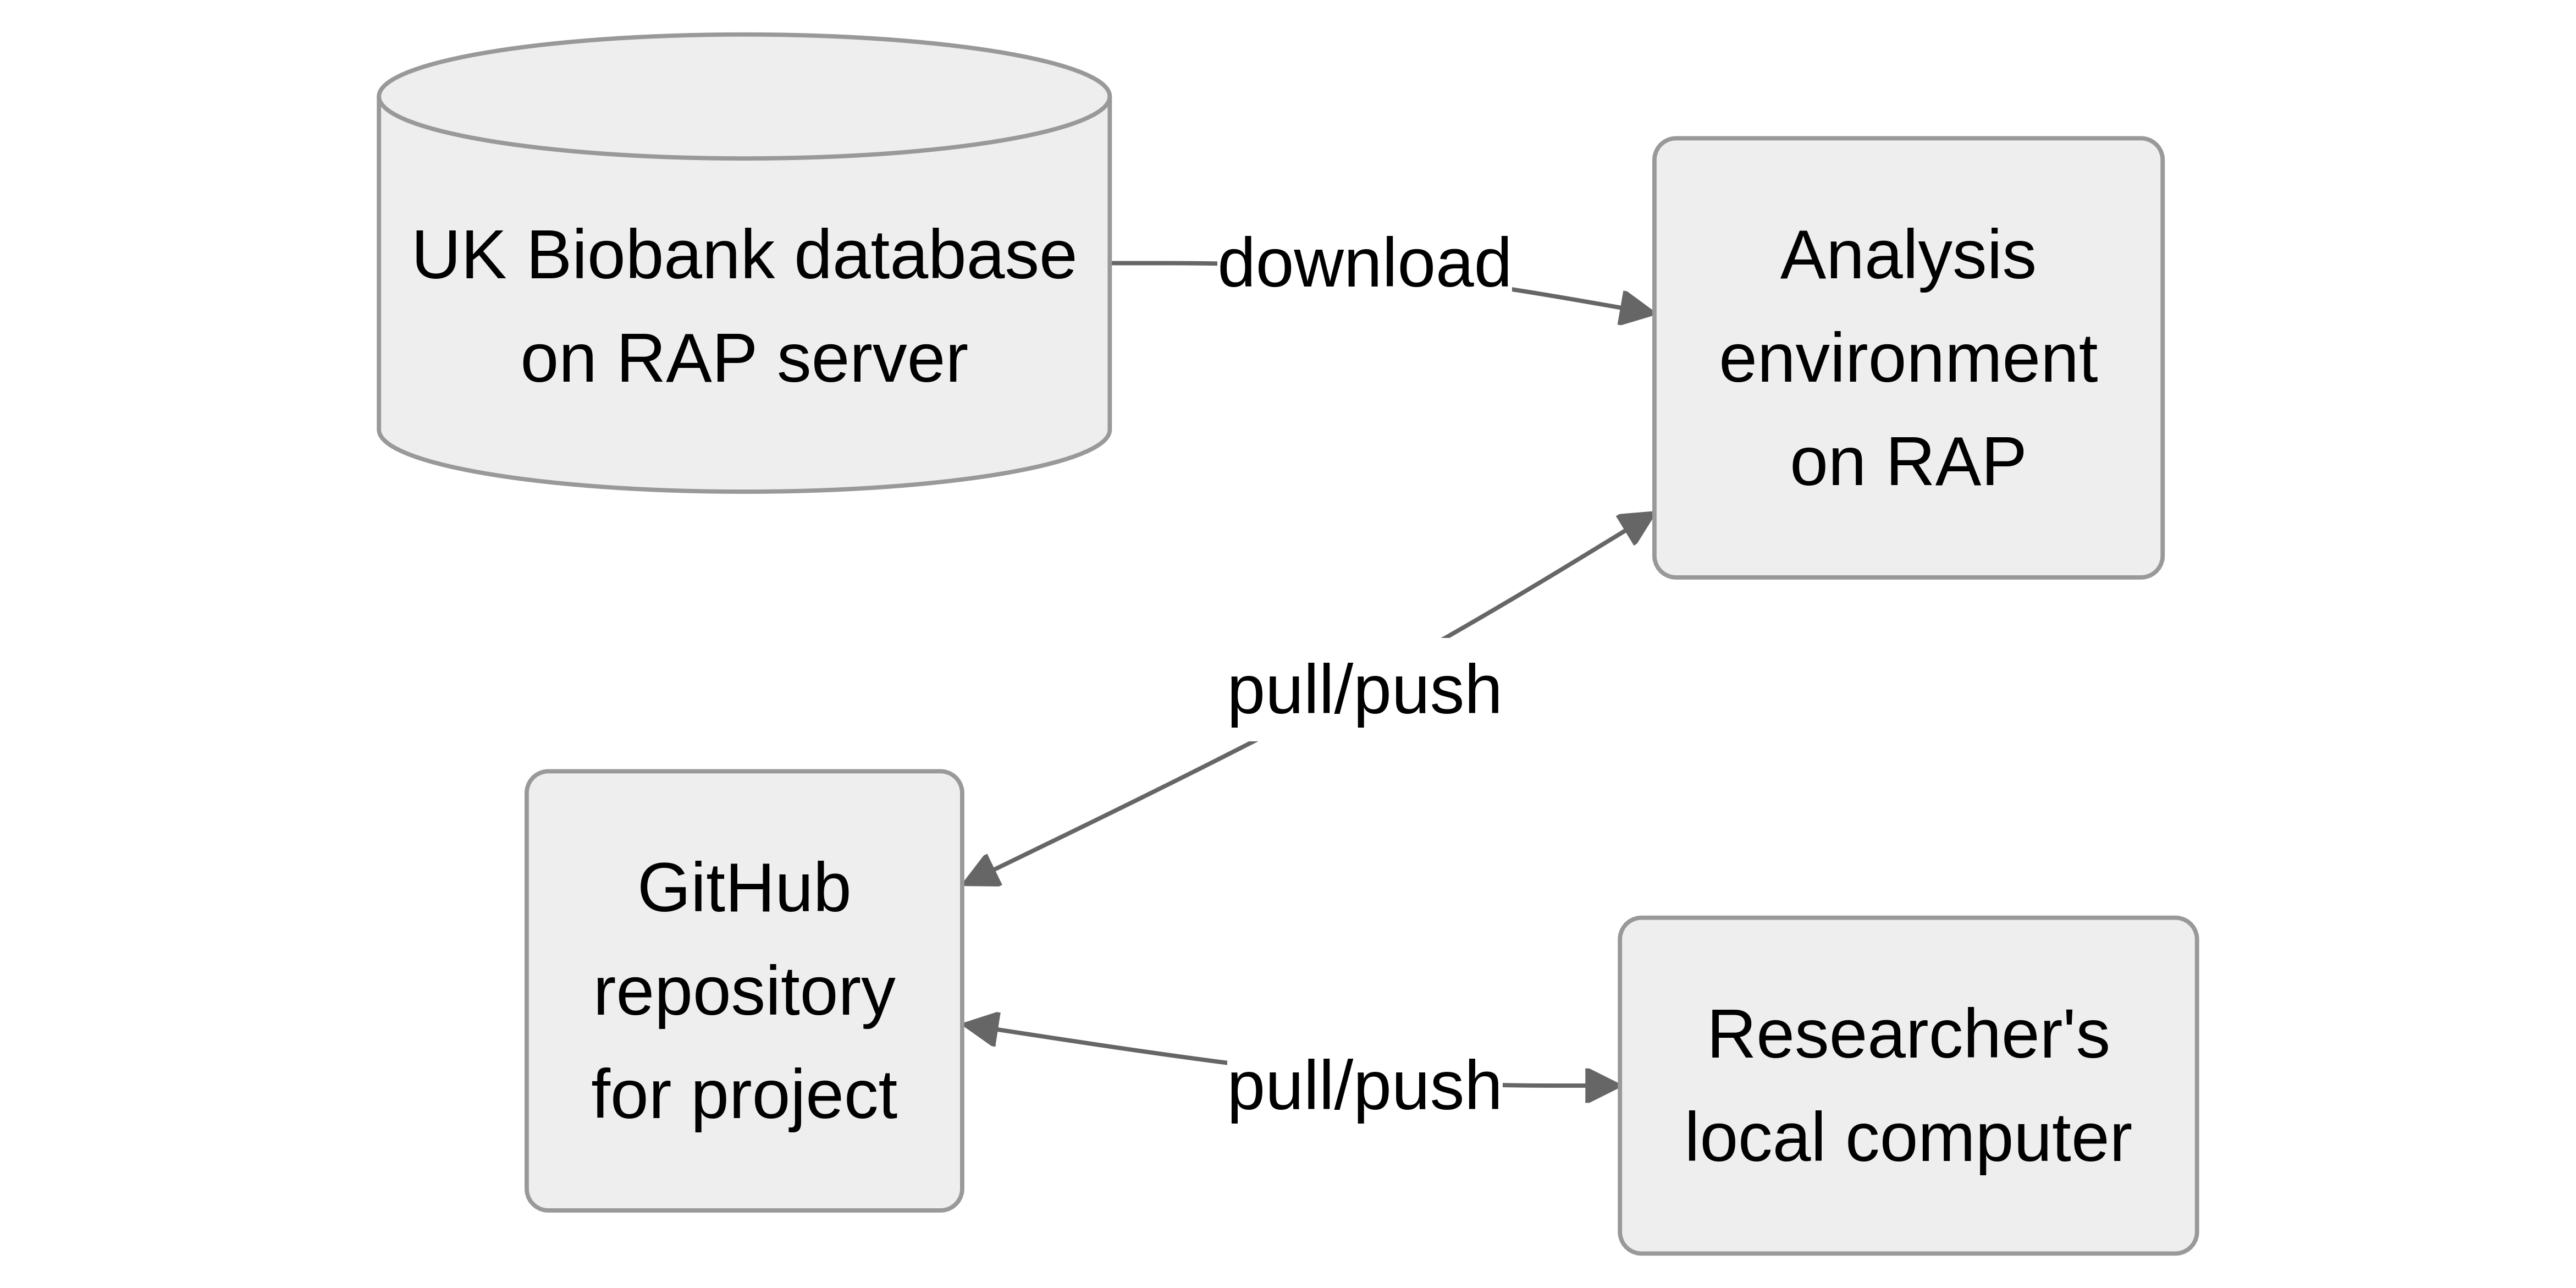 UK Biobank database
on RAP server
download
Analysis
environment
on RAP
pull/push
GitHub
repository
for project
pull/push
Researcher's
local computer